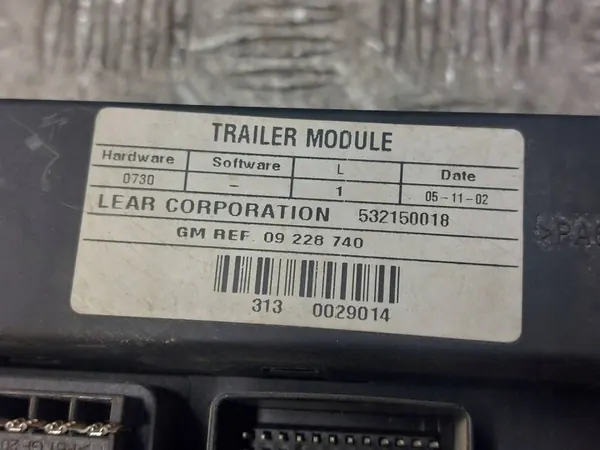 TRAILER MODULE
Hardware Software L Date
0730 – 1 05-11-02
LEAR CORPORATION 532150018
GM REF. 09 228 740
313 0029014